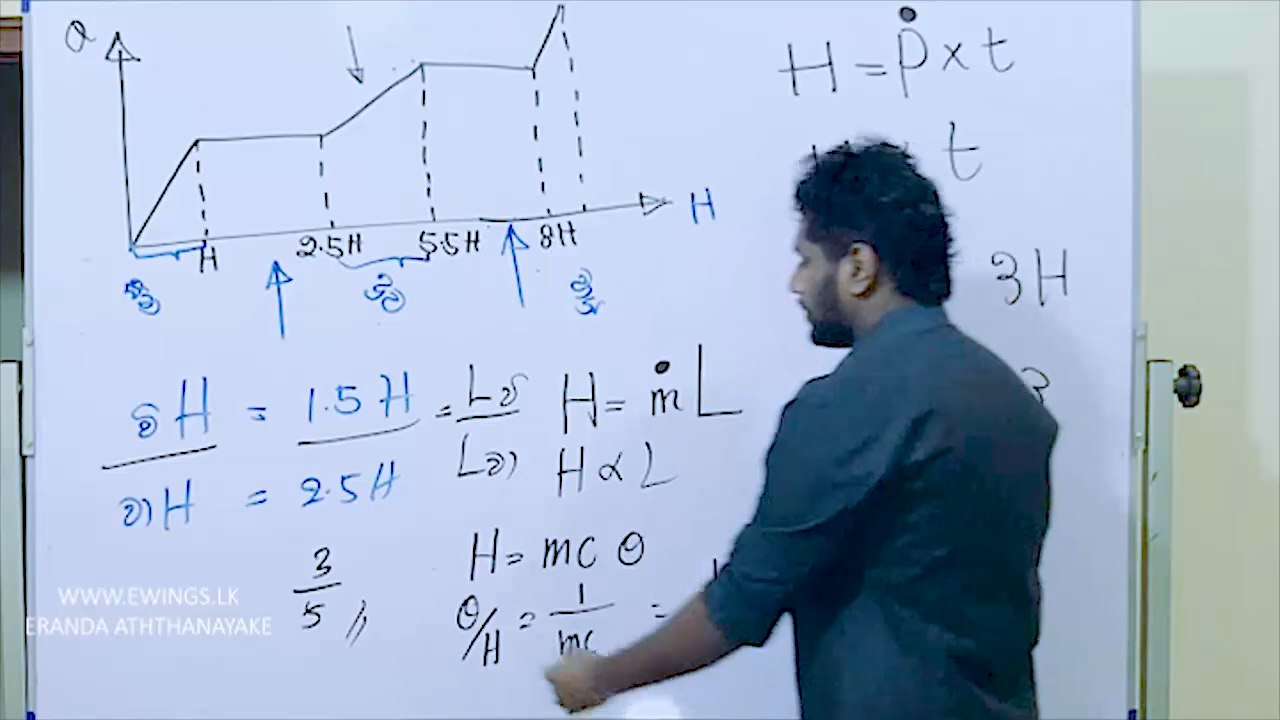 θ
H
2.5H
5.5H
8H
H
H = ṗ × t
t
3H
3
වH = 1.5H = Lව
වාH = 2.5H Lවා
H = ṁL
H ∝ L
3/5 //
H = mcθ
θ/H = 1/mc =
WWW.EWINGS.LK
ERANDA ATHTHANAYAKE